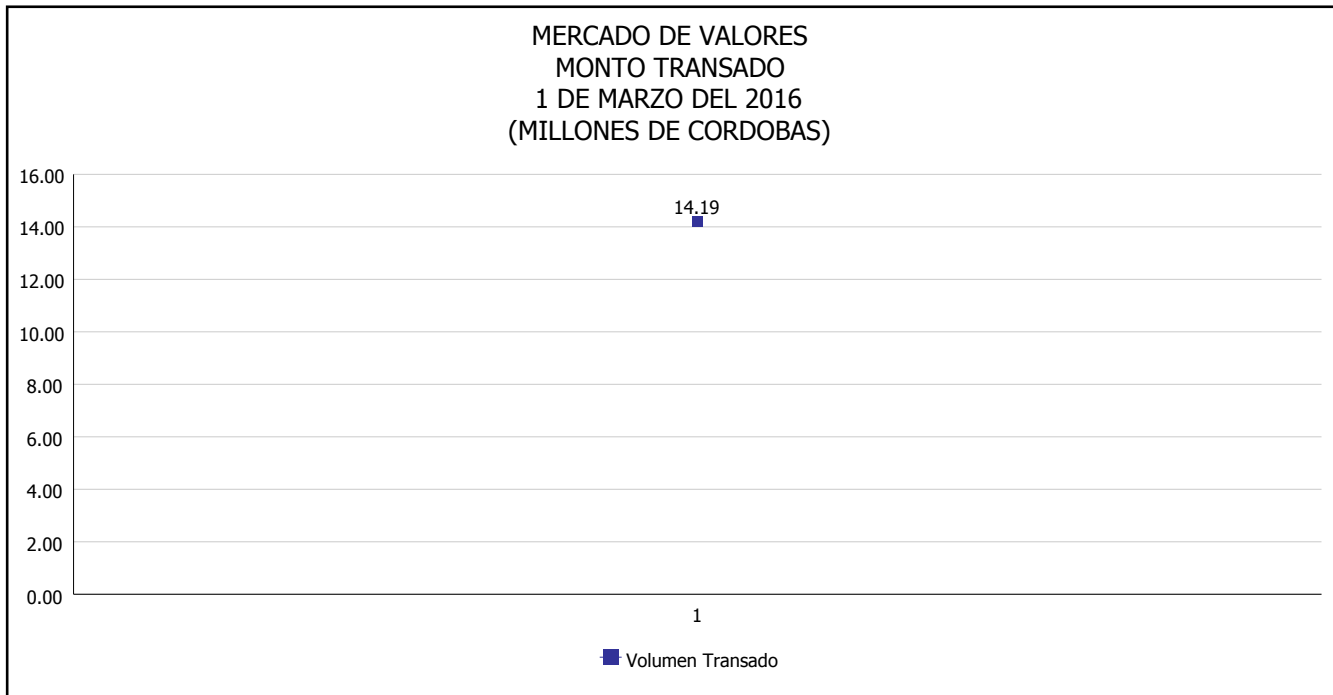 MERCADO DE VALORES
MONTO TRANSADO
1 DE MARZO DEL 2016
(MILLONES DE CORDOBAS)
16.00
14.19
14.00
12.00
10.00
8.00
6.00
4.00
2.00
0.00
1
Volumen Transado